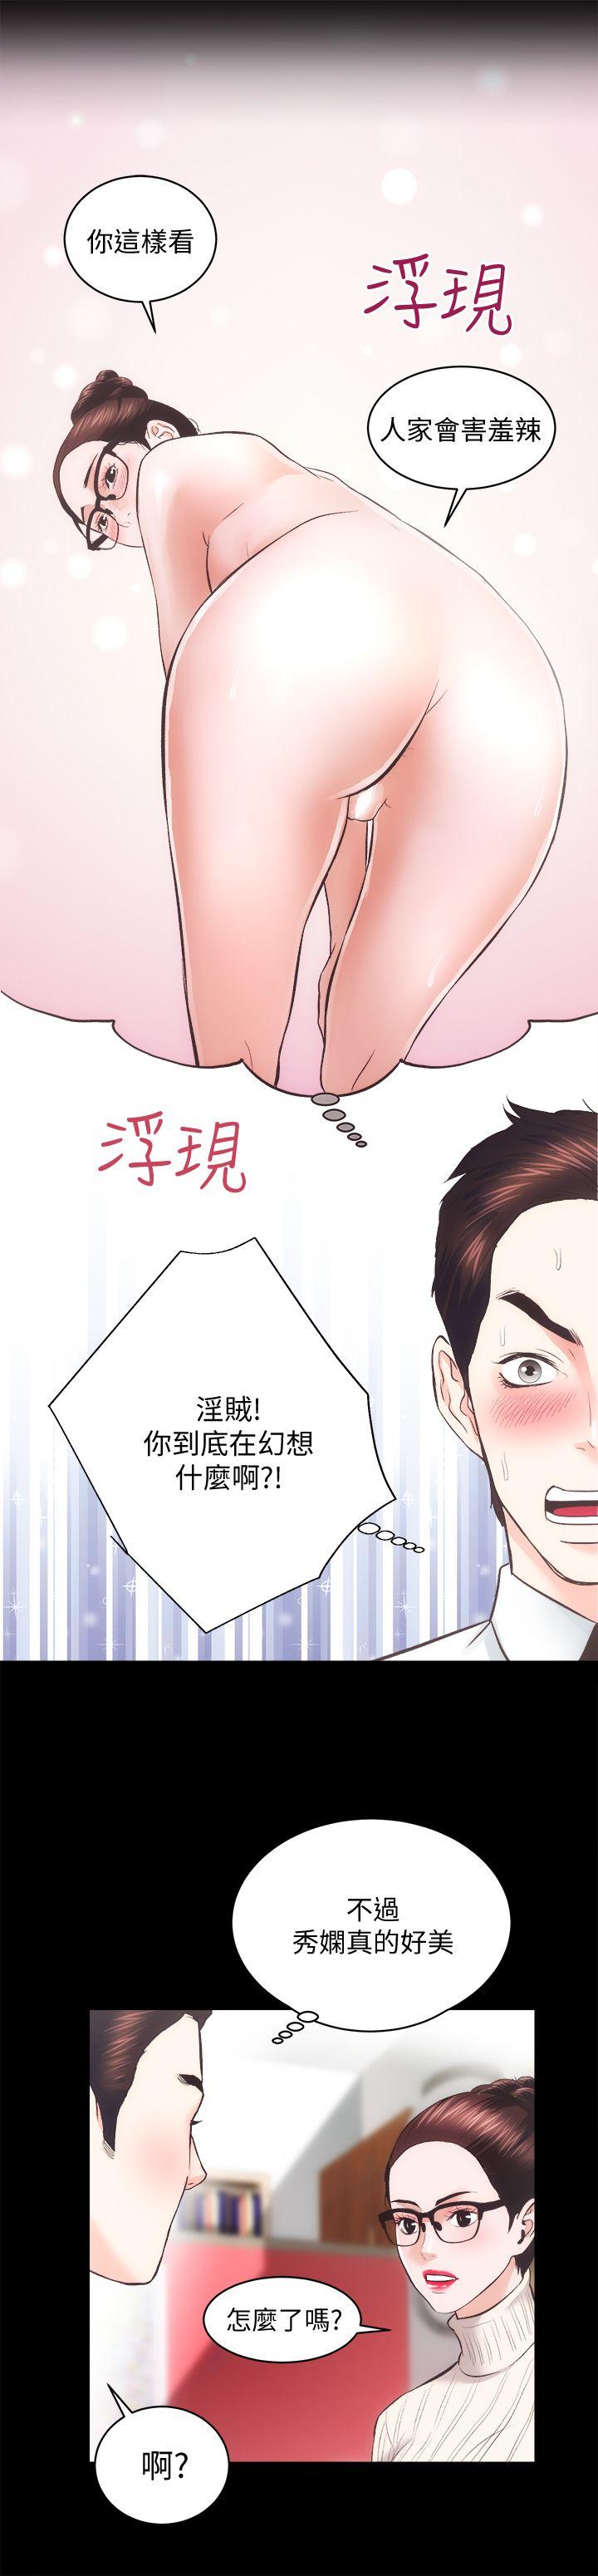 你這樣看
浮現
人家會害羞辣
浮現
淫賊!
你到底在幻想
什麼啊?!
不過
秀嫻真的好美
怎麼了嗎?
啊?